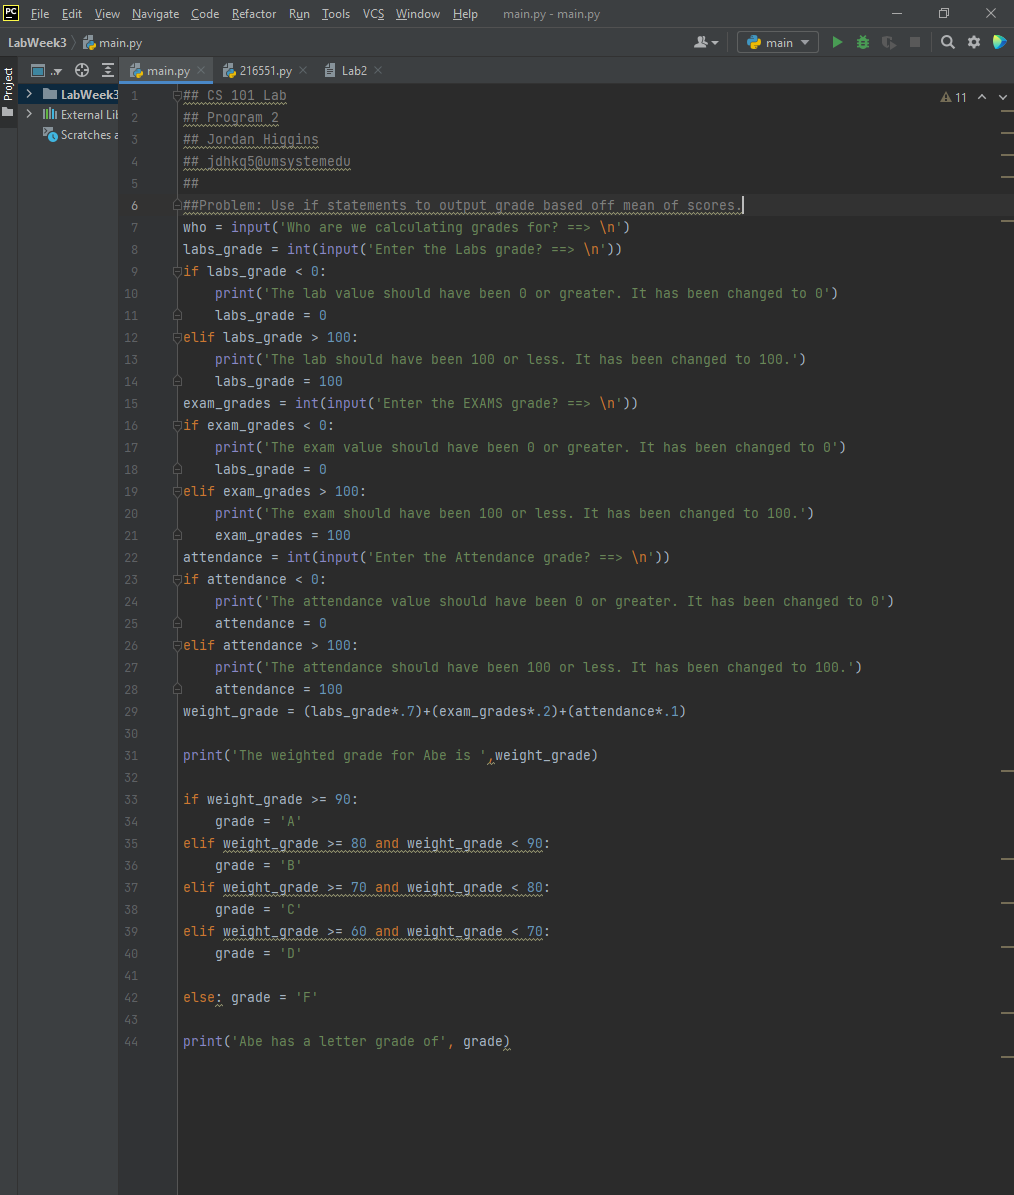 PC File Edit View Navigate Code Refactor Run Tools VCS Window Help main.py - main.py
LabWeek3 main.py main
Project .. main.py 216551.py Lab2
LabWeek3
External Lib
Scratches a
11
1 ## CS 101 Lab
2 ## Program 2
3 ## Jordan Higgins
4 ## jdhkq5@umsystemedu
5 ##
6 ##Problem: Use if statements to output grade based off mean of scores.
7 who = input('Who are we calculating grades for? ==> \n')
8 labs_grade = int(input('Enter the Labs grade? ==> \n'))
9 if labs_grade < 0:
10     print('The lab value should have been 0 or greater. It has been changed to 0')
11     labs_grade = 0
12 elif labs_grade > 100:
13     print('The lab should have been 100 or less. It has been changed to 100.')
14     labs_grade = 100
15 exam_grades = int(input('Enter the EXAMS grade? ==> \n'))
16 if exam_grades < 0:
17     print('The exam value should have been 0 or greater. It has been changed to 0')
18     labs_grade = 0
19 elif exam_grades > 100:
20     print('The exam should have been 100 or less. It has been changed to 100.')
21     exam_grades = 100
22 attendance = int(input('Enter the Attendance grade? ==> \n'))
23 if attendance < 0:
24     print('The attendance value should have been 0 or greater. It has been changed to 0')
25     attendance = 0
26 elif attendance > 100:
27     print('The attendance should have been 100 or less. It has been changed to 100.')
28     attendance = 100
29 weight_grade = (labs_grade*.7)+(exam_grades*.2)+(attendance*.1)
30
31 print('The weighted grade for Abe is ',weight_grade)
32
33 if weight_grade >= 90:
34     grade = 'A'
35 elif weight_grade >= 80 and weight_grade < 90:
36     grade = 'B'
37 elif weight_grade >= 70 and weight_grade < 80:
38     grade = 'C'
39 elif weight_grade >= 60 and weight_grade < 70:
40     grade = 'D'
41
42 else: grade = 'F'
43
44 print('Abe has a letter grade of', grade)